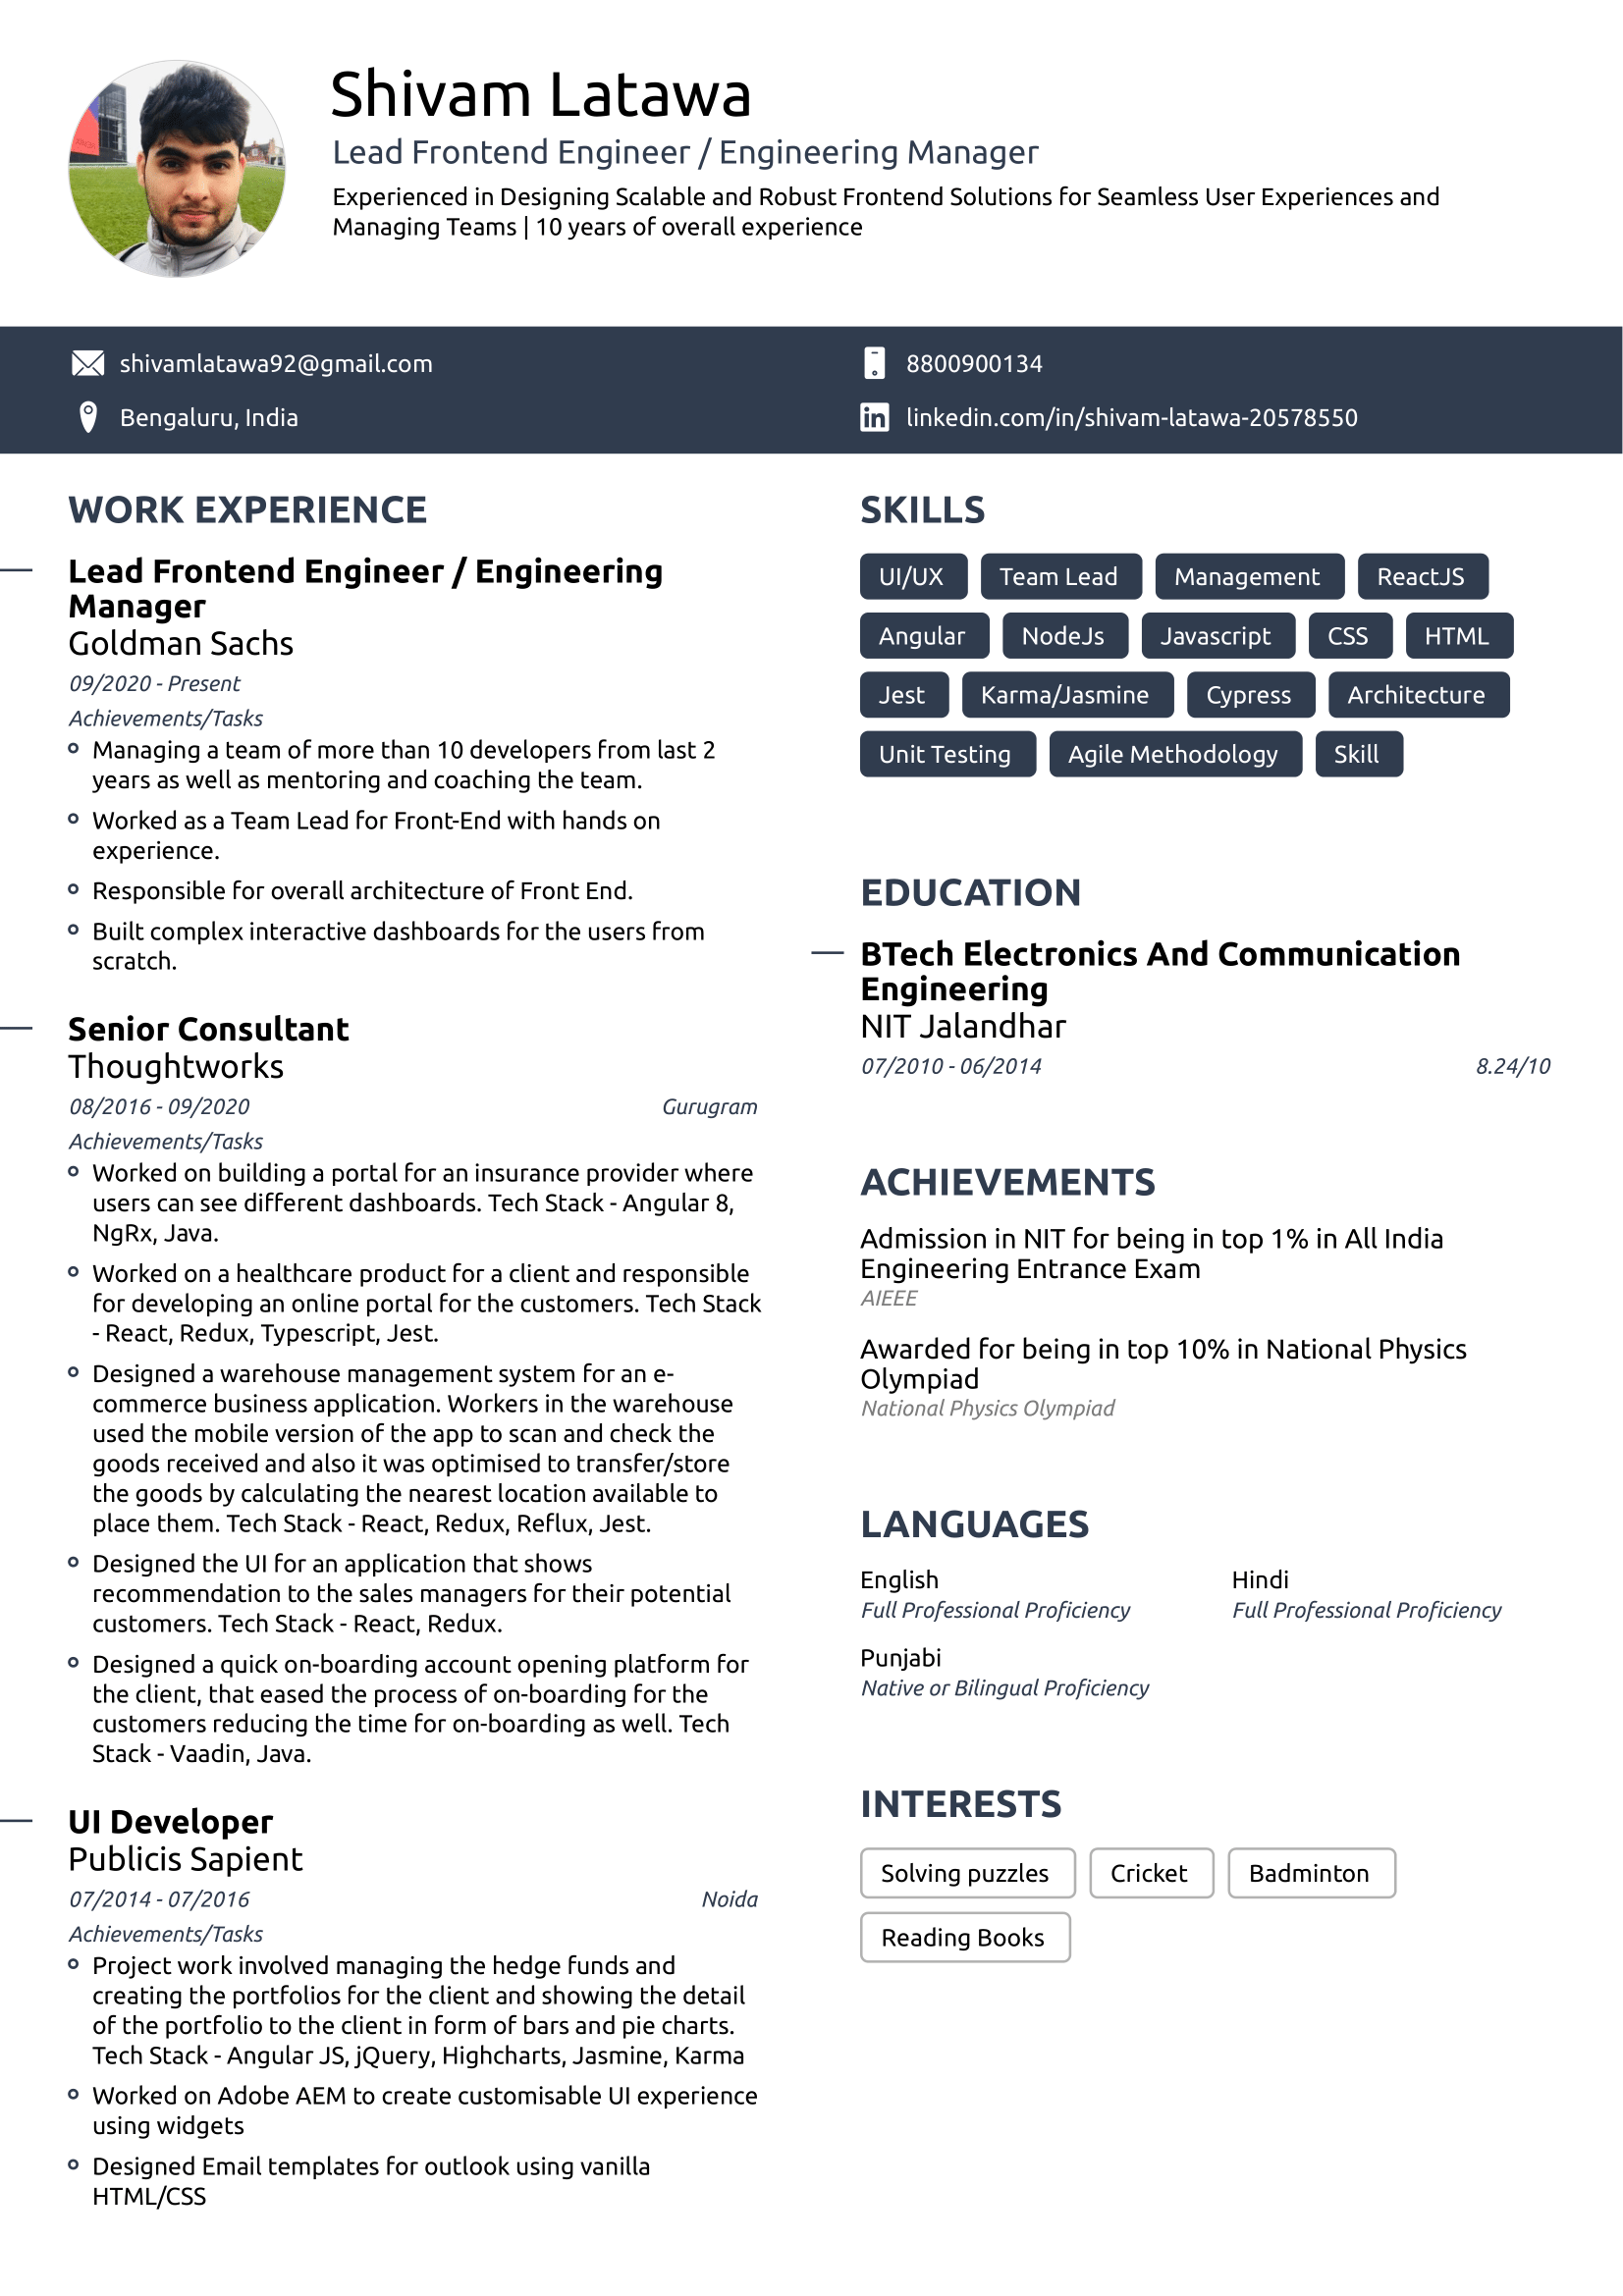 Shivam Latawa
Lead Frontend Engineer / Engineering Manager
Experienced in Designing Scalable and Robust Frontend Solutions for Seamless User Experiences and
Managing Teams | 10 years of overall experience
shivamlatawa92@gmail.com
8800900134
Bengaluru, India
linkedin.com/in/shivam-latawa-20578550
WORK EXPERIENCE
Lead Frontend Engineer / Engineering
Manager
Goldman Sachs
09/2020 - Present
Achievements/Tasks
Managing a team of more than 10 developers from last 2
years as well as mentoring and coaching the team.
Worked as a Team Lead for Front-End with hands on
experience.
Responsible for overall architecture of Front End.
Built complex interactive dashboards for the users from
scratch.
Senior Consultant
Thoughtworks
08/2016 - 09/2020 Gurugram
Achievements/Tasks
Worked on building a portal for an insurance provider where
users can see different dashboards. Tech Stack - Angular 8,
NgRx, Java.
Worked on a healthcare product for a client and responsible
for developing an online portal for the customers. Tech Stack
- React, Redux, Typescript, Jest.
Designed a warehouse management system for an e-
commerce business application. Workers in the warehouse
used the mobile version of the app to scan and check the
goods received and also it was optimised to transfer/store
the goods by calculating the nearest location available to
place them. Tech Stack - React, Redux, Reflux, Jest.
Designed the UI for an application that shows
recommendation to the sales managers for their potential
customers. Tech Stack - React, Redux.
Designed a quick on-boarding account opening platform for
the client, that eased the process of on-boarding for the
customers reducing the time for on-boarding as well. Tech
Stack - Vaadin, Java.
UI Developer
Publicis Sapient
07/2014 - 07/2016 Noida
Achievements/Tasks
Project work involved managing the hedge funds and
creating the portfolios for the client and showing the detail
of the portfolio to the client in form of bars and pie charts.
Tech Stack - Angular JS, jQuery, Highcharts, Jasmine, Karma
Worked on Adobe AEM to create customisable UI experience
using widgets
Designed Email templates for outlook using vanilla
HTML/CSS
SKILLS
UI/UX Team Lead Management ReactJS
Angular NodeJs Javascript CSS HTML
Jest Karma/Jasmine Cypress Architecture
Unit Testing Agile Methodology Skill
EDUCATION
BTech Electronics And Communication
Engineering
NIT Jalandhar
07/2010 - 06/2014 8.24/10
ACHIEVEMENTS
Admission in NIT for being in top 1% in All India
Engineering Entrance Exam
AIEEE
Awarded for being in top 10% in National Physics
Olympiad
National Physics Olympiad
LANGUAGES
English Hindi
Full Professional Proficiency Full Professional Proficiency
Punjabi
Native or Bilingual Proficiency
INTERESTS
Solving puzzles Cricket Badminton
Reading Books